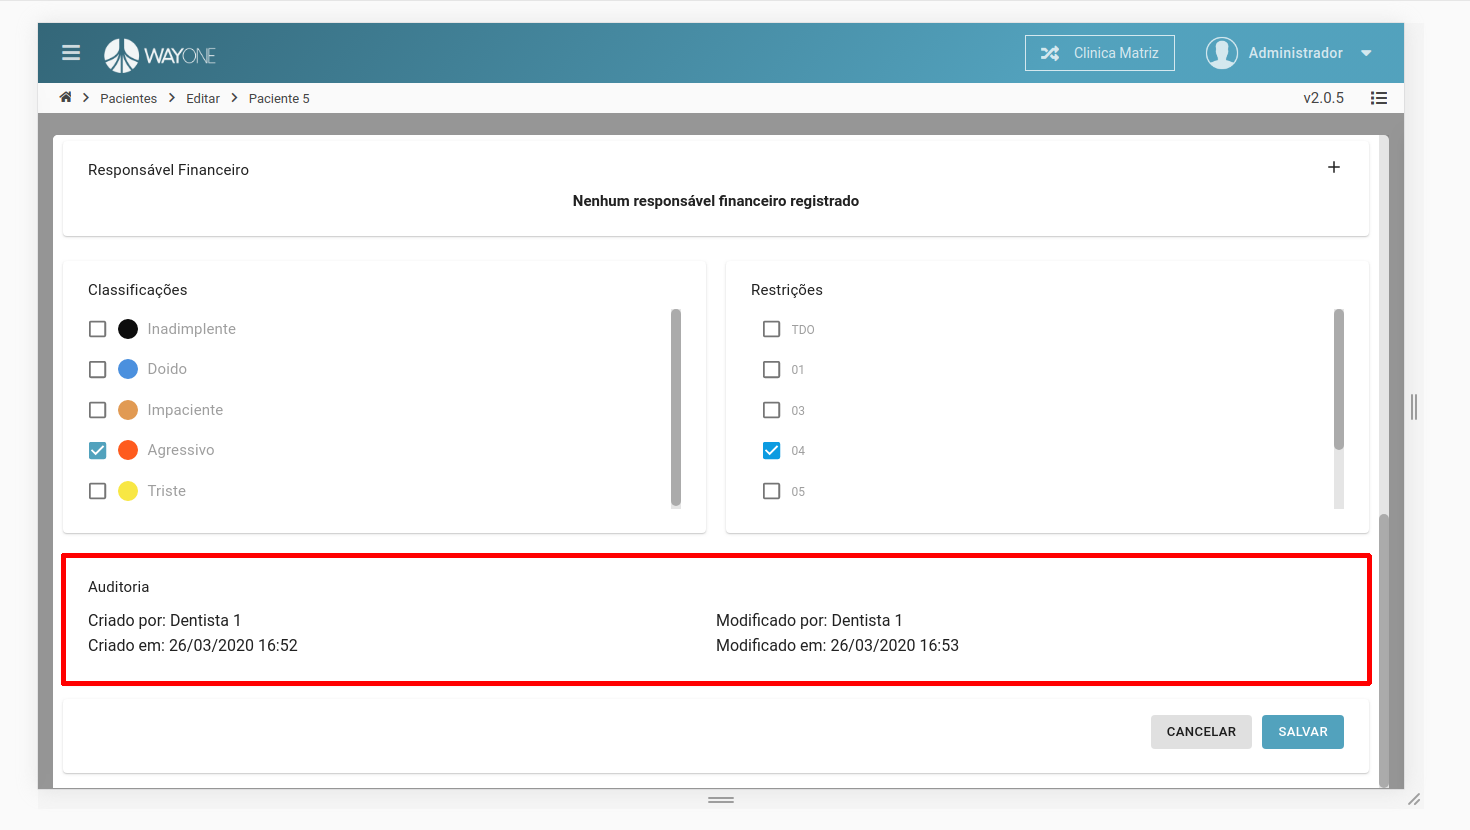 WAYONE
Clinica Matriz
Administrador
Pacientes
Editar
Paciente 5
v2.0.5
Responsável Financeiro
Nenhum responsável financeiro registrado
Classificações
Inadimplente
Doido
Impaciente
Agressivo
Triste
Restrições
TDO
01
03
04
05
Auditoria
Criado por: Dentista 1
Criado em: 26/03/2020 16:52
Modificado por: Dentista 1
Modificado em: 26/03/2020 16:53
CANCELAR
SALVAR